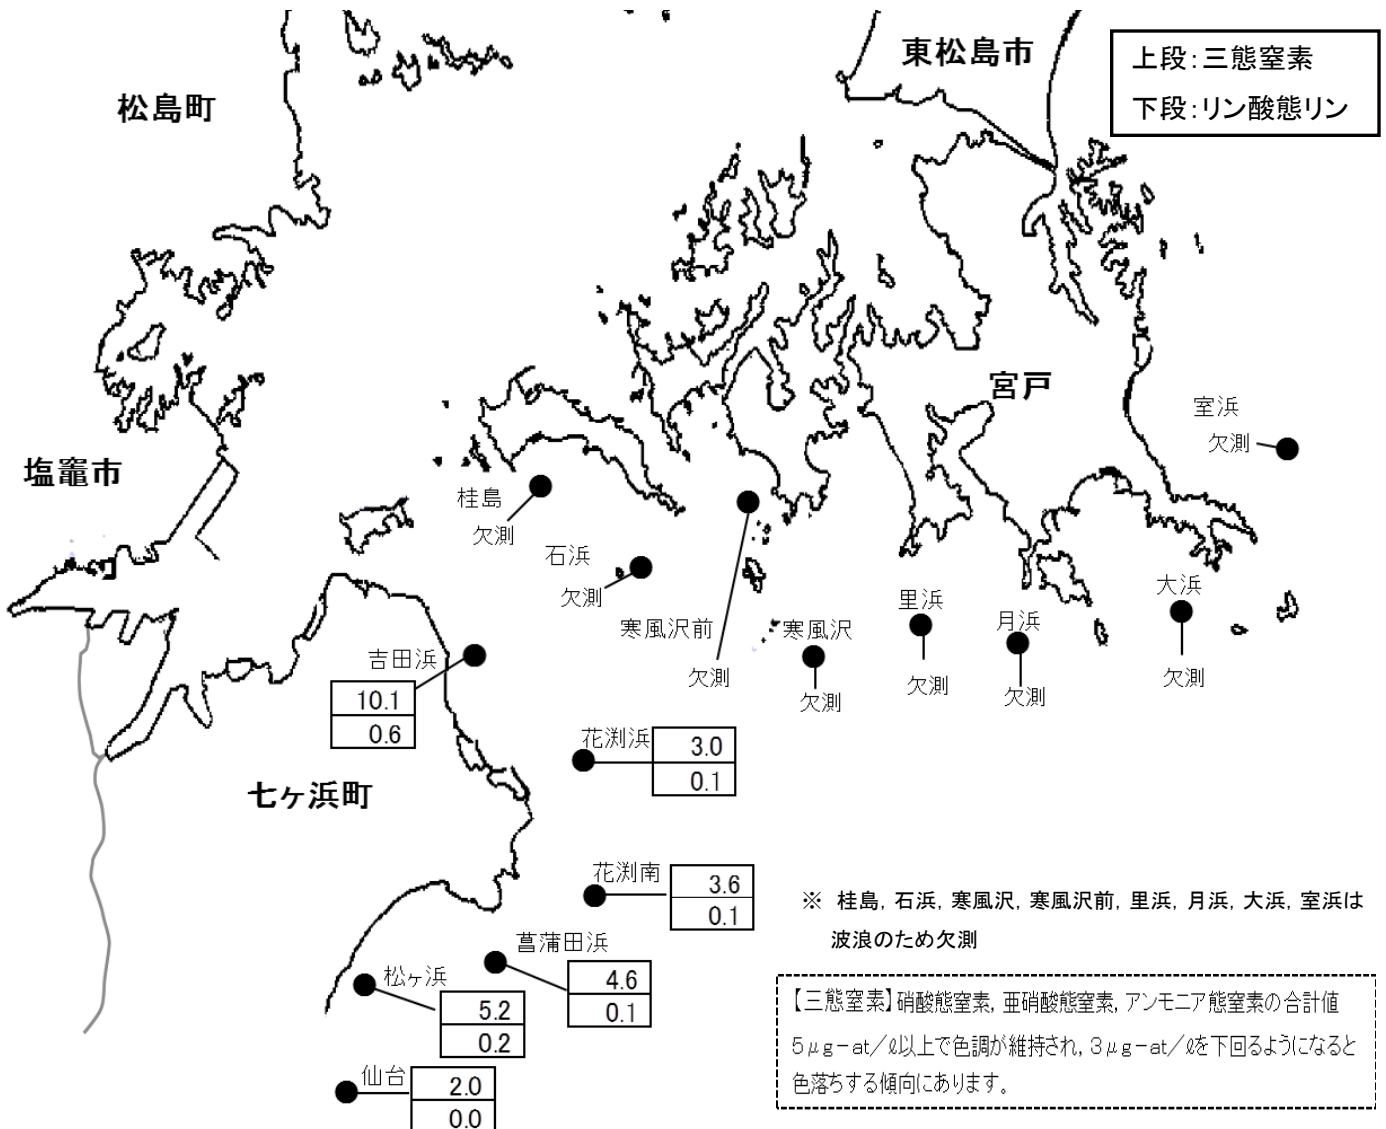 東松島市
上段：三態窒素
下段：リン酸態リン
松島町
宮戸
室浜
欠測
塩竈市
桂島
欠測
石浜
欠測
寒風沢前
欠測
寒風沢
欠測
里浜
欠測
月浜
欠測
大浜
欠測
吉田浜
10.1
0.6
花渕浜
3.0
0.1
七ヶ浜町
花渕南
3.6
0.1
※ 桂島，石浜，寒風沢，寒風沢前，里浜，月浜，大浜，室浜は
波浪のため欠測
菖蒲田浜
4.6
0.1
松ヶ浜
5.2
0.2
仙台
2.0
0.0
【三態窒素】硝酸態窒素，亜硝酸態窒素，アンモニア態窒素の合計値
5μg－at／ℓ以上で色調が維持され，3μg－at／ℓを下回るようになると
色落ちする傾向にあります。